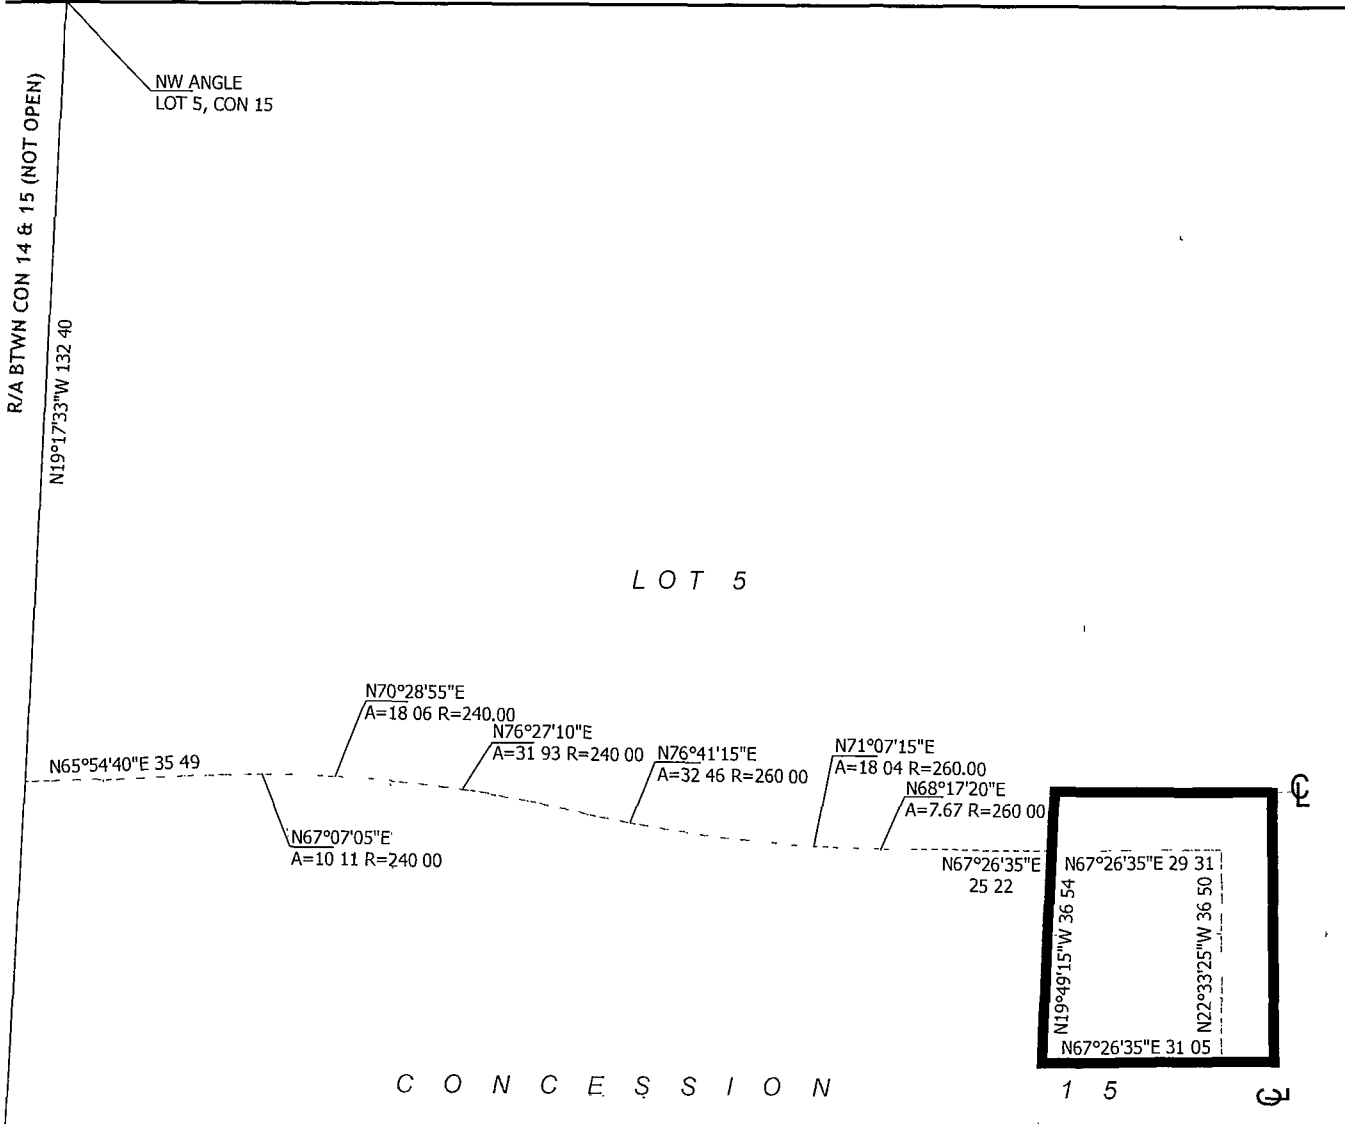 NW ANGLE
LOT 5, CON 15
R/A BTWN CON 14 & 15 (NOT OPEN)
N19°17'33"W 132 40
LOT 5
N70°28'55"E
A=18 06 R=240.00
N76°27'10"E
A=31 93 R=240 00
N76°41'15"E
A=32 46 R=260 00
N71°07'15"E
A=18 04 R=260.00
N68°17'20"E
A=7.67 R=260 00
N65°54'40"E 35 49
N67°07'05"E
A=10 11 R=240 00
N67°26'35"E
25 22
N67°26'35"E 29 31
N19°49'15"W 36 54
N22°33'25"W 36 50
N67°26'35"E 31 05
CL
CONCESSION 15
CL